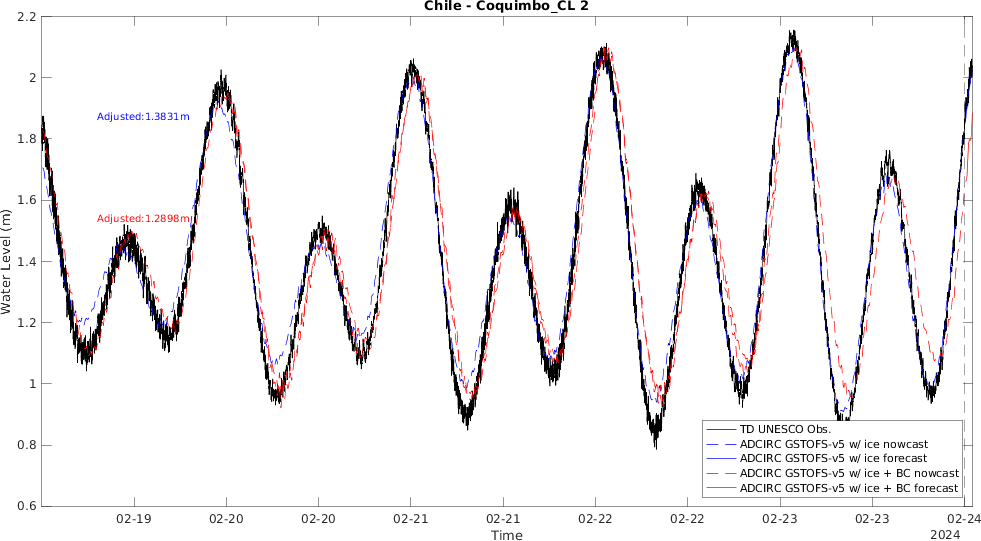 Chile - Coquimbo_CL 2
2.2
2
1.8
1.6
1.4
1.2
1
0.8
0.6
Water Level (m)
Adjusted:1.3831m
Adjusted:1.2898m
TD UNESCO Obs.
ADCIRC GSTOFS-v5 w/ ice nowcast
ADCIRC GSTOFS-v5 w/ ice forecast
ADCIRC GSTOFS-v5 w/ ice + BC nowcast
ADCIRC GSTOFS-v5 w/ ice + BC forecast
02-19 02-20 02-20 02-21 02-21 02-22 02-22 02-23 02-23 02-24
Time
2024